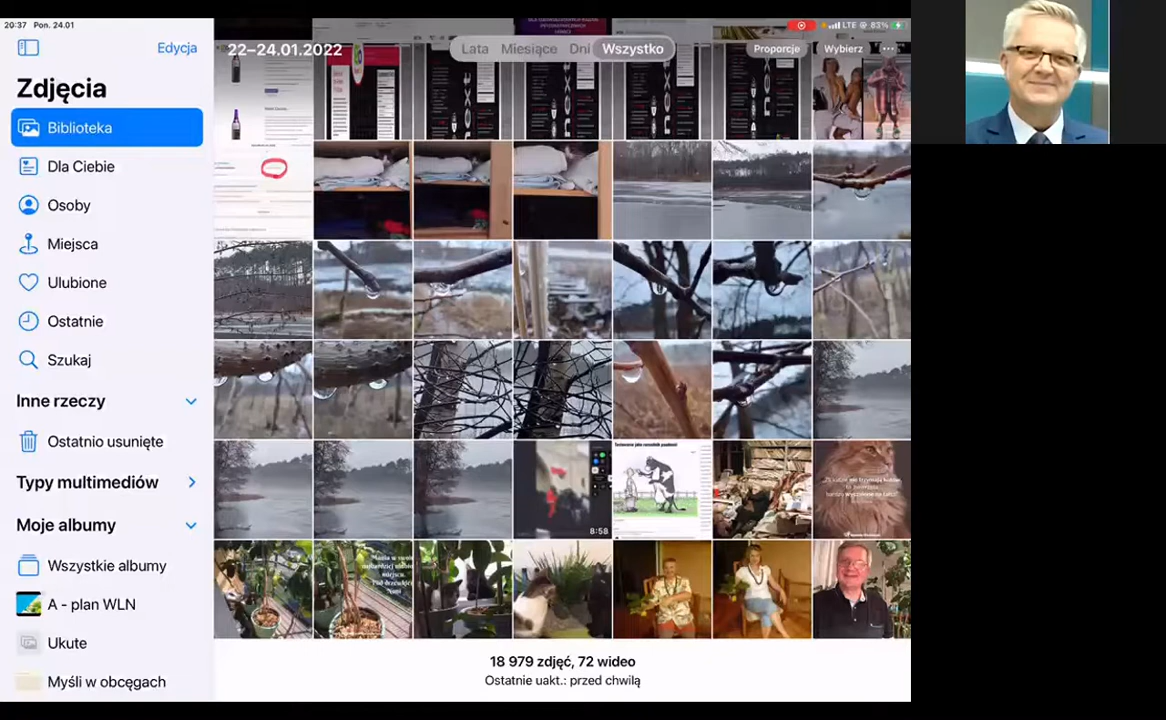 20:37 Pon. 24.01
LTE 83%
Edycja
22–24.01.2022
Lata Miesiące Dni Wszystko
Proporcje
Wybierz
Zdjęcia
Biblioteka
Dla Ciebie
Osoby
Miejsca
Ulubione
Ostatnie
Szukaj
Inne rzeczy
Ostatnio usunięte
Typy multimediów
Moje albumy
Wszystkie albumy
A - plan WLN
Ukute
Myśli w obcęgach
8:58
18 979 zdjęć, 72 wideo
Ostatnie uakt.: przed chwilą